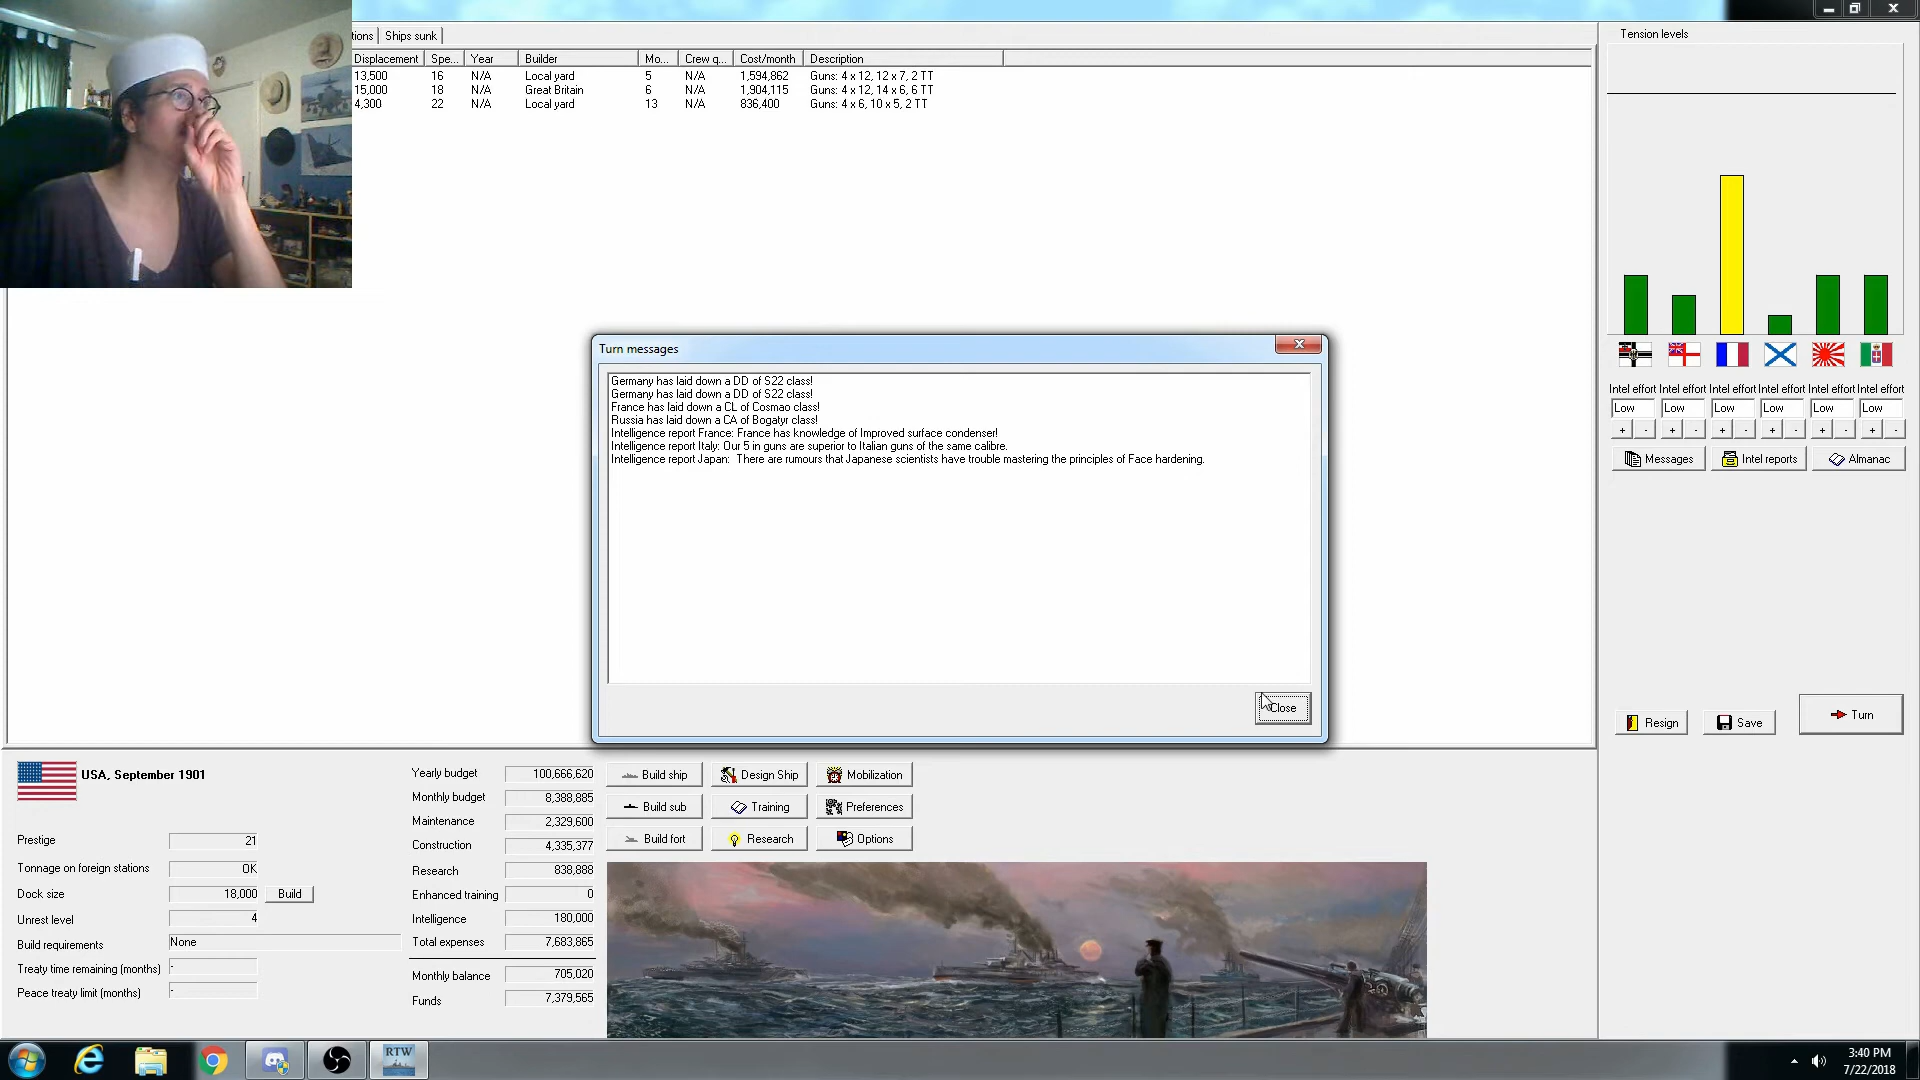 tions Ships sunk
Displacement Spe... Year Builder Mo... Crew q... Cost/month Description
13,500 16 N/A Local yard 5 N/A 1,594,862 Guns: 4 x 12, 12 x 7, 2 TT
15,000 18 N/A Great Britain 6 N/A 1,904,115 Guns: 4 x 12, 14 x 6, 6 TT
4,300 22 N/A Local yard 13 N/A 836,400 Guns: 4 x 6, 10 x 5, 2 TT
Tension levels
Intel effort Intel effort Intel effort Intel effort Intel effort Intel effort
Low Low Low Low Low Low
+ - + - + - + - + - + -
Messages Intel reports Almanac
Turn messages
Germany has laid down a DD of S22 class!
Germany has laid down a DD of S22 class!
France has laid down a CL of Cosmao class!
Russia has laid down a CA of Bogatyr class!
Intelligence report France: France has knowledge of Improved surface condenser!
Intelligence report Italy: Our 5 in guns are superior to Italian guns of the same calibre.
Intelligence report Japan: There are rumours that Japanese scientists have trouble mastering the principles of Face hardening.
Close
Resign Save Turn
USA, September 1901
Prestige 21
Tonnage on foreign stations OK
Dock size 18,000 Build
Unrest level 4
Build requirements None
Treaty time remaining (months) -
Peace treaty limit (months) -
Yearly budget 100,666,620
Monthly budget 8,388,885
Maintenance 2,329,600
Construction 4,335,377
Research 838,888
Enhanced training 0
Intelligence 180,000
Total expenses 7,683,865
Monthly balance 705,020
Funds 7,379,565
Build ship Design Ship Mobilization
Build sub Training Preferences
Build fort Research Options
RTW
3:40 PM
7/22/2018